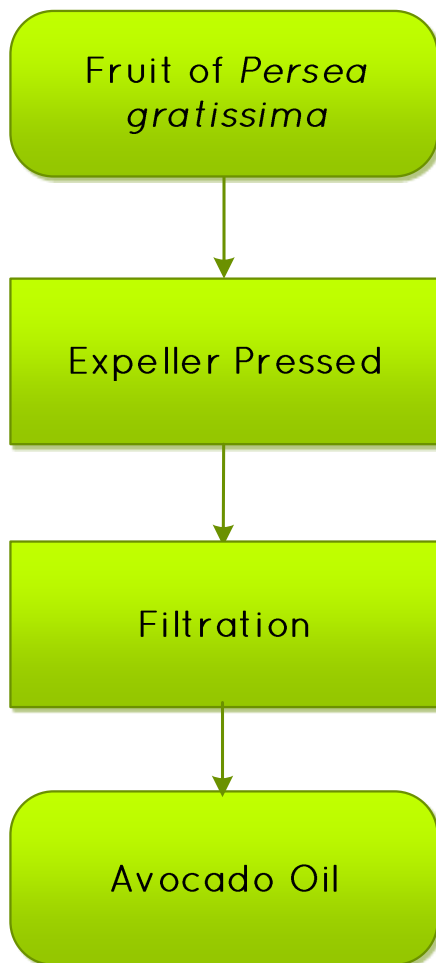 Fruit of Persea
gratissima
Expeller Pressed
Filtration
Avocado Oil